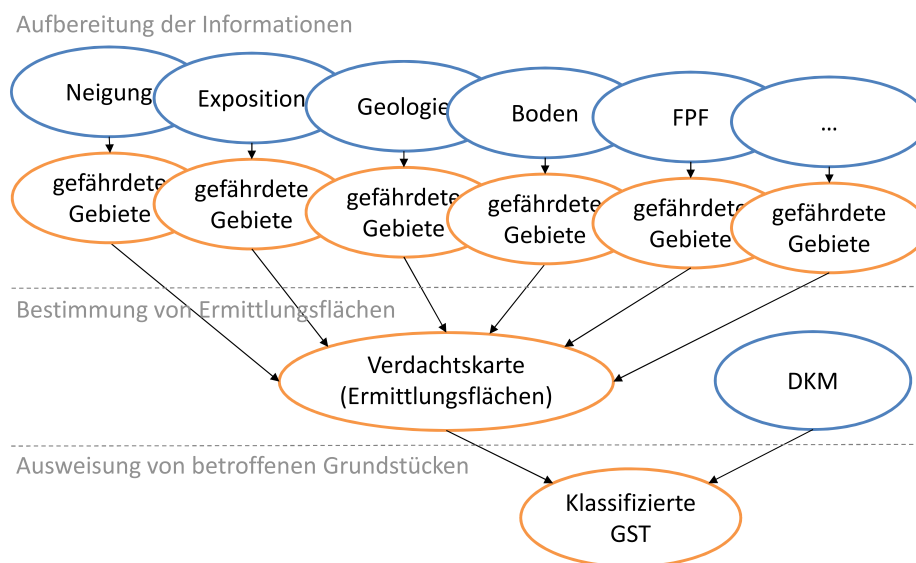 Aufbereitung der Informationen
Neigung
Exposition
Geologie
Boden
FPF
...
gefährdete
Gebiete
gefährdete
Gebiete
gefährdete
Gebiete
gefährdete
Gebiete
gefährdete
Gebiete
gefährdete
Gebiete
Bestimmung von Ermittlungsflächen
Verdachtskarte
(Ermittlungsflächen)
DKM
Ausweisung von betroffenen Grundstücken
Klassifizierte
GST